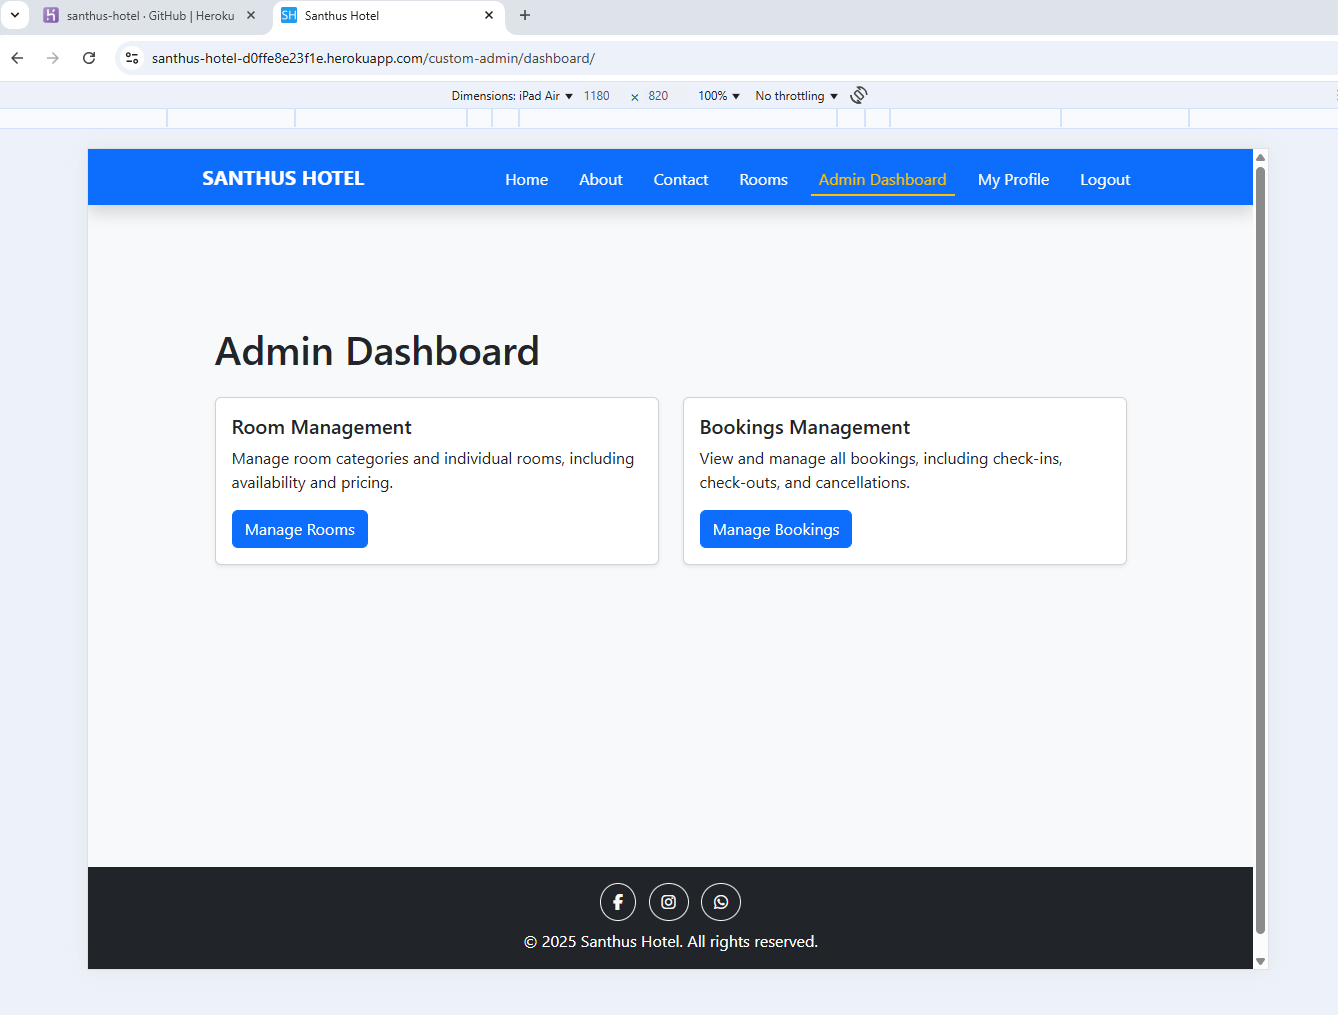 santhus-hotel · GitHub | Heroku
SH Santhus Hotel
santhus-hotel-d0ffe8e23f1e.herokuapp.com/custom-admin/dashboard/
Dimensions: iPad Air 1180 × 820 100% No throttling
SANTHUS HOTEL Home About Contact Rooms Admin Dashboard My Profile Logout
Admin Dashboard
Room Management
Manage room categories and individual rooms, including
availability and pricing.
Manage Rooms
Bookings Management
View and manage all bookings, including check-ins,
check-outs, and cancellations.
Manage Bookings
© 2025 Santhus Hotel. All rights reserved.